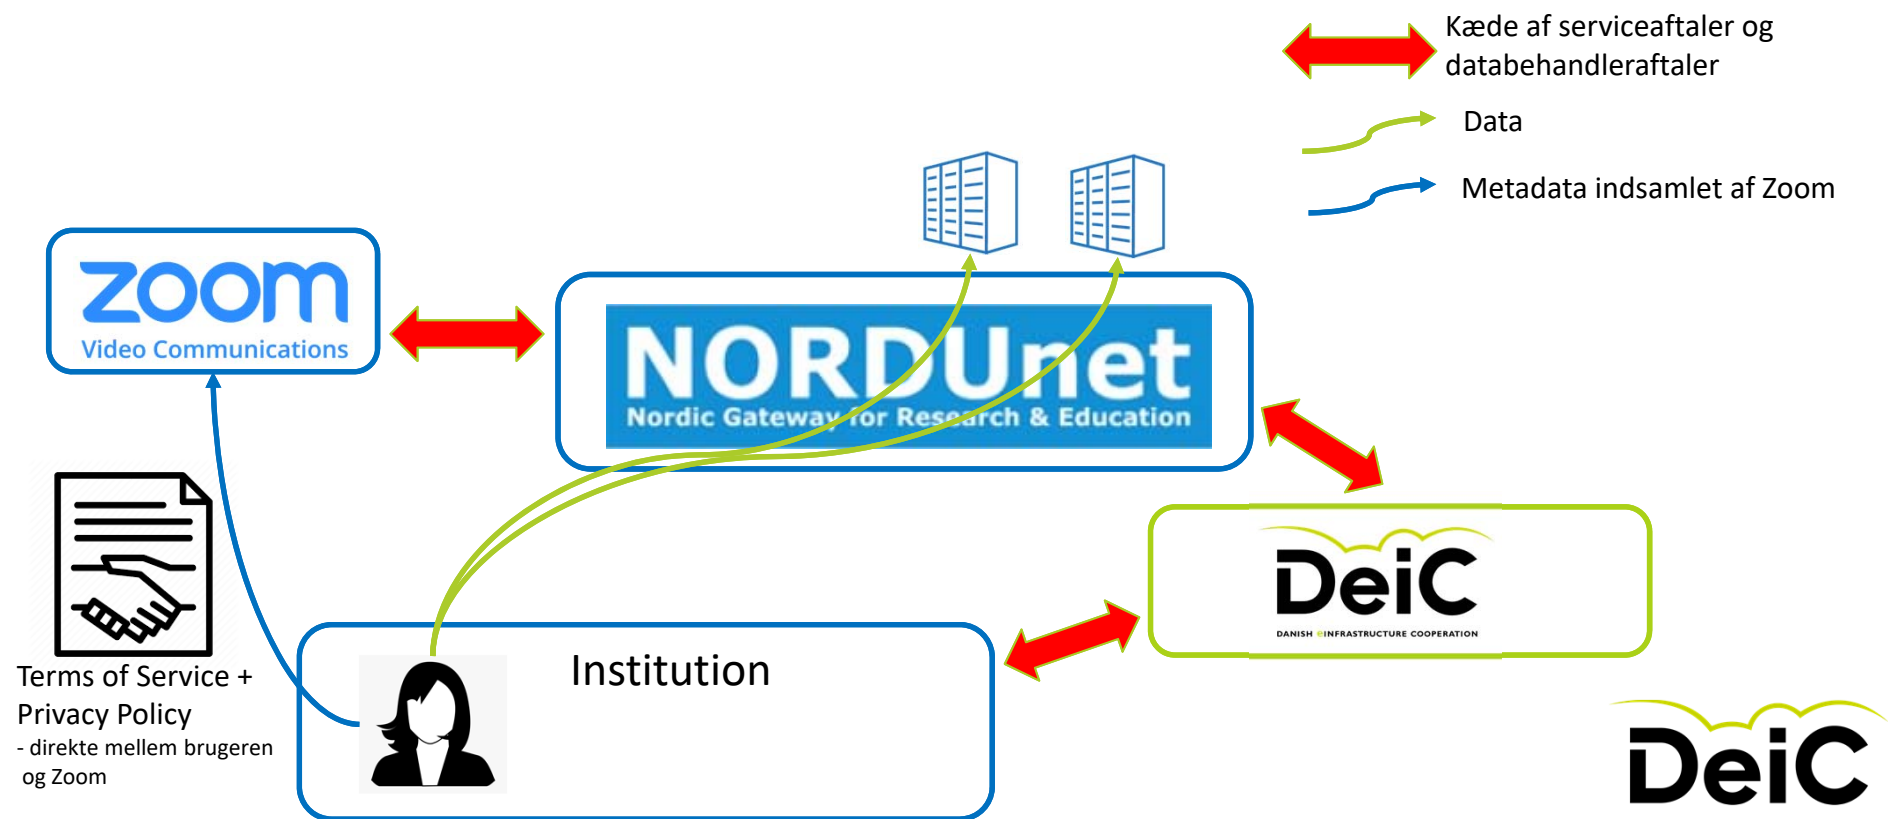 Kæde af serviceaftaler og
databehandleraftaler
Data
Metadata indsamlet af Zoom
zoom
Video Communications
NORDUnet
Nordic Gateway for Research & Education
DeiC
DANISH eINFRASTRUCTURE COOPERATION
Institution
Terms of Service +
Privacy Policy
- direkte mellem brugeren
og Zoom
DeiC